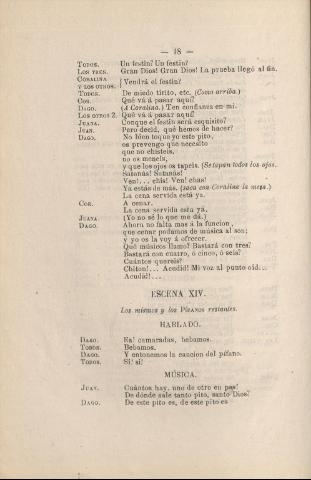 — 18 —
TODOS. Un festin? Un festin?
LOS TRES. Gran Dios! Gran Dios! La prueba llegó al fin.
CORALINA Y LOS OTROS. Vendrá el festin?
TODOS. De miedo tirito, etc. (Como arriba.)
COR. Qué vá á pasar aquí?
DAGO. (A Coralina.) Ten confianza en mí.
LOS OTROS 2. Qué vá á pasar aquí?
JUANA. Conque el festin será esquisito?
JUAN. Pero decid, qué hemos de hacer?
DAGO. No bien toque yo este pito,
os prevengo que necesito
que no chisteis,
no os meneis,
y que los ojos os tapeis. (Se tapan todos los ojos.
Satanás! Satanás!
Ven!... chás! Ven! chás!
Ya estás de más. (saca con Coralina la mesa.)
La cena servida está ya.
COR. A cenar.
La cena servida está ya.
JUANA (Yo no sé lo que me dá.)
DAGO. Ahora no falta mas á la funcion,
que cenar podamos de música al son;
y yo os la voy á ofrecer.
Qué músicos llamo? Bastará con tres?
Bastará con cuatro, ó cinco, ó seis?
Cuántos quereis?
Chiton!... Acudid! Mi voz al punto oid...
Acudid!...
ESCENA XIV.
Los mismos y los PÍFANOS restantes.
HABLADO.
DAGO. Ea! camaradas, bebamos.
TODOS. Bebamos.
DAGO. Y entonemos la cancion del pífano.
TODOS. Si! si!
MÚSICA.
JUAN. Cuántos hay, uno de otro en pos!
De dónde sale tanto pito, santo Dios?
DAGO. De este pito es, de este pito es